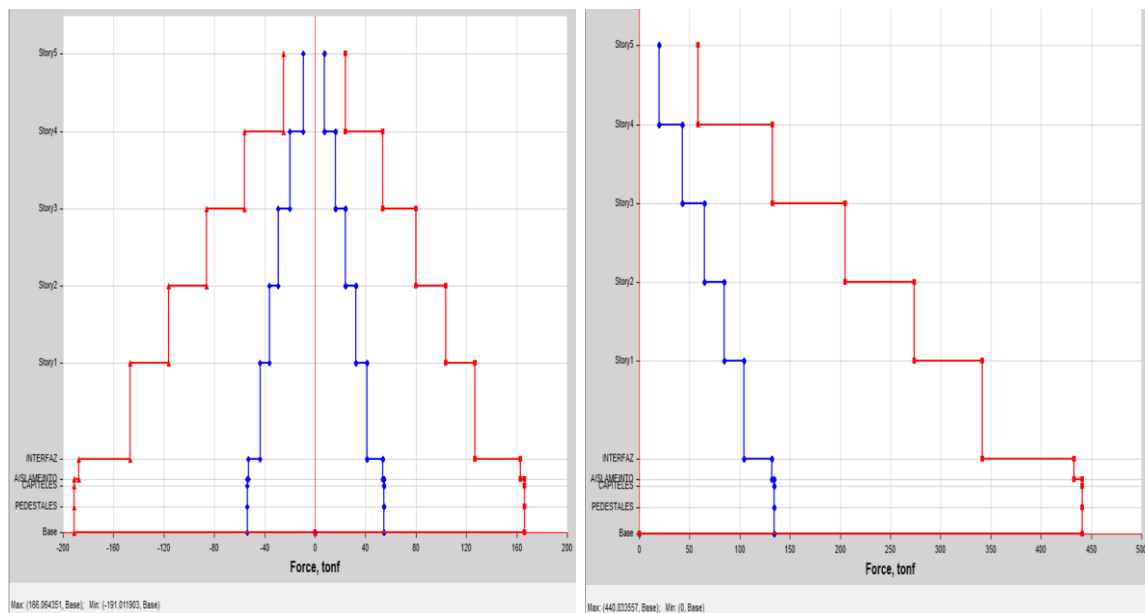 Story5
Story4
Story3
Story2
Story1
INTERFAZ
AISLAMEINTO
CAPITELES
PEDESTALES
Base
-200 -160 -120 -80 -40 0 40 80 120 160 200
Force, tonf
Max: (166.064351, Base); Min: (-191.011903, Base)
Story5
Story4
Story3
Story2
Story1
INTERFAZ
AISLAMEINTO
CAPITELES
PEDESTALES
Base
0 50 100 150 200 250 300 350 400 450 500
Force, tonf
Max: (440.833557, Base); Min: (0, Base)